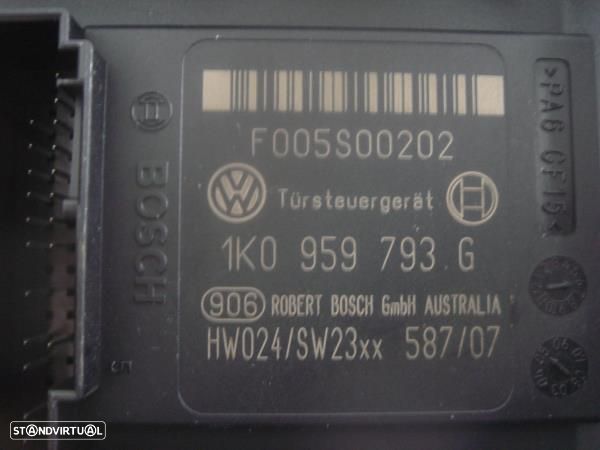 F005S00202
Türsteuergerät
1K0 959 793 G
906 ROBERT BOSCH GmbH AUSTRALIA
HW024/SW23xx 587/07
BOSCH
>PA6 GF15<
STANDVIRTUAL